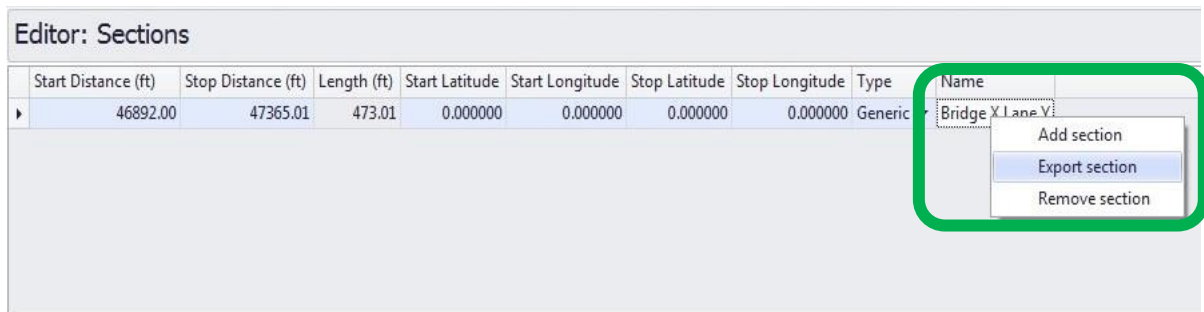 Editor: Sections
Start Distance (ft) Stop Distance (ft) Length (ft) Start Latitude Start Longitude Stop Latitude Stop Longitude Type Name
46892.00 47365.01 473.01 0.000000 0.000000 0.000000 0.000000 Generic Bridge X Lane Y
Add section
Export section
Remove section